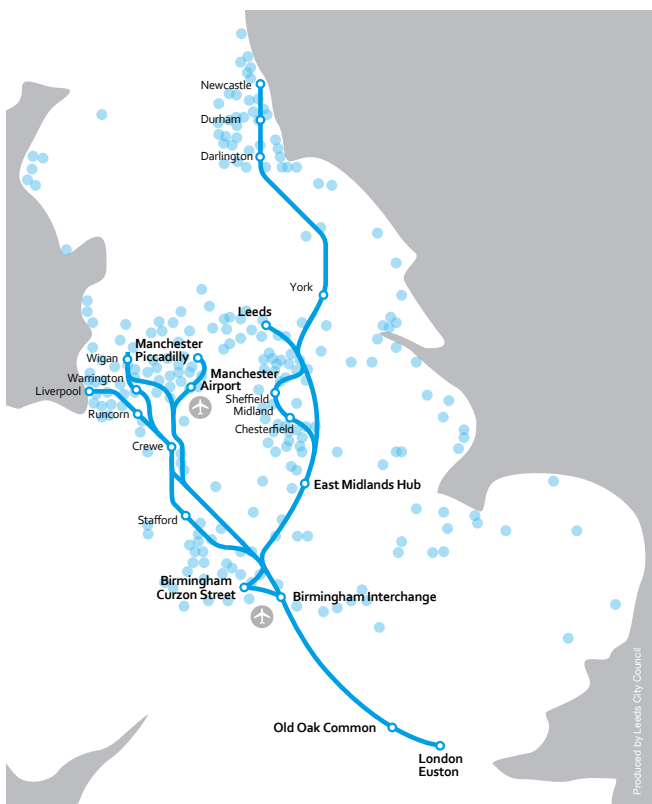 Newcastle
Durham
Darlington
York
Leeds
Manchester
Piccadilly
Wigan
Manchester
Airport
Warrington
Liverpool
Sheffield
Midland
Runcorn
Chesterfield
Crewe
East Midlands Hub
Stafford
Birmingham
Curzon Street
Birmingham Interchange
Old Oak Common
London
Euston
Produced by Leeds City Council